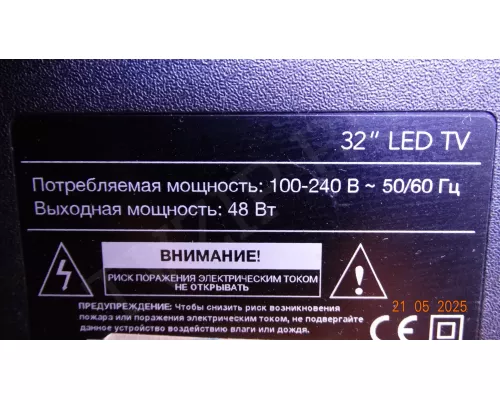 32" LED TV
Потребляемая мощность: 100-240 В ~ 50/60 Гц
Выходная мощность: 48 Вт
ВНИМАНИЕ!
РИСК ПОРАЖЕНИЯ ЭЛЕКТРИЧЕСКИМ ТОКОМ
НЕ ОТКРЫВАТЬ
ПРЕДУПРЕЖДЕНИЕ: Чтобы снизить риск возникновения
пожара или поражения электрическим током, не подвергайте
данное устройство воздействию влаги или дождя.
CE
21 05 2025